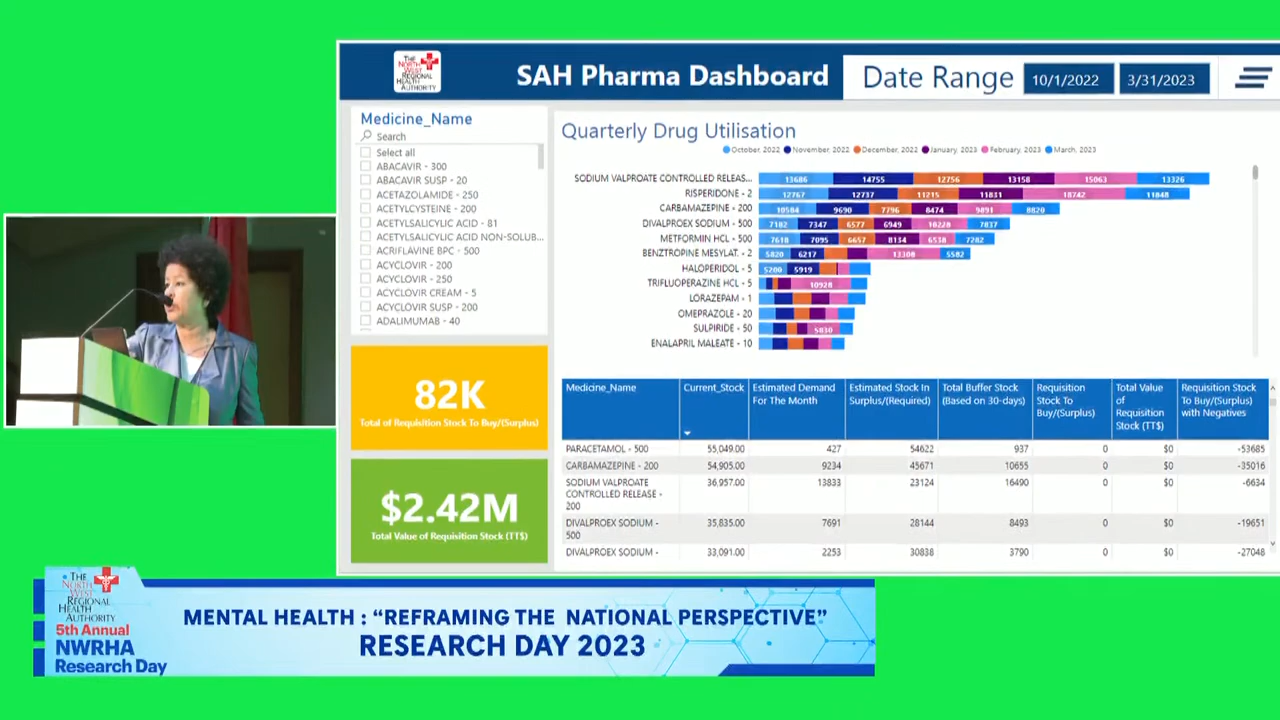 THE
NORTH
WEST
REGIONAL
HEALTH
AUTHORITY
SAH Pharma Dashboard
Date Range
10/1/2022
3/31/2023
Medicine_Name
Search
Select all
ABACAVIR - 300
ABACAVIR SUSP - 20
ACETAZOLAMIDE - 250
ACETYLCYSTEINE - 200
ACETYLSALICYLIC ACID - 81
ACETYLSALICYLIC ACID NON-SOLUB...
ACRIFLAVINE BPC - 500
ACYCLOVIR - 200
ACYCLOVIR - 250
ACYCLOVIR CREAM - 5
ACYCLOVIR SUSP - 200
ADALIMUMAB - 40
82K
Total of Requisition Stock To Buy/(Surplus)
$2.42M
Total Value of Requisition Stock (TT$)
Quarterly Drug Utilisation
October, 2022 November, 2022 December, 2022 January, 2023 February, 2023 March, 2023
SODIUM VALPROATE CONTROLLED RELEAS... 13686 14755 12756 13158 15063 13326
RISPERIDONE - 2 12767 12737 11215 11831 18742 11848
CARBAMAZEPINE - 200 10584 9690 7796 8474 9891 8820
DIVALPROEX SODIUM - 500 7182 7347 6577 6949 10228 7837
METFORMIN HCL - 500 7618 7095 6657 8134 6538 7282
BENZTROPINE MESYLAT. - 2 5820 6217 13308 5582
HALOPERIDOL - 5 5200 5919
TRIFLUOPERAZINE HCL - 5 10928
LORAZEPAM - 1
OMEPRAZOLE - 20
SULPIRIDE - 50 5830
ENALAPRIL MALEATE - 10
Medicine_Name Current_Stock Estimated Demand For The Month Estimated Stock In Surplus/(Required) Total Buffer Stock (Based on 30-days) Requisition Stock To Buy/(Surplus) Total Value of Requisition Stock (TT$) Requisition Stock To Buy/(Surplus) with Negatives
PARACETAMOL - 500 55,049.00 427 54622 937 0 $0 -53685
CARBAMAZEPINE - 200 54,905.00 9234 45671 10655 0 $0 -35016
SODIUM VALPROATE 36,957.00 13833 23124 16490 0 $0 -6634
CONTROLLED RELEASE -
200
DIVALPROEX SODIUM - 35,835.00 7691 28144 8493 0 $0 -19651
500
DIVALPROEX SODIUM - 33,091.00 2253 30838 3790 0 $0 -27048
THE
NORTH
WEST
REGIONAL
HEALTH
AUTHORITY
5th Annual
NWRHA
Research Day
MENTAL HEALTH : “REFRAMING THE NATIONAL PERSPECTIVE”
RESEARCH DAY 2023